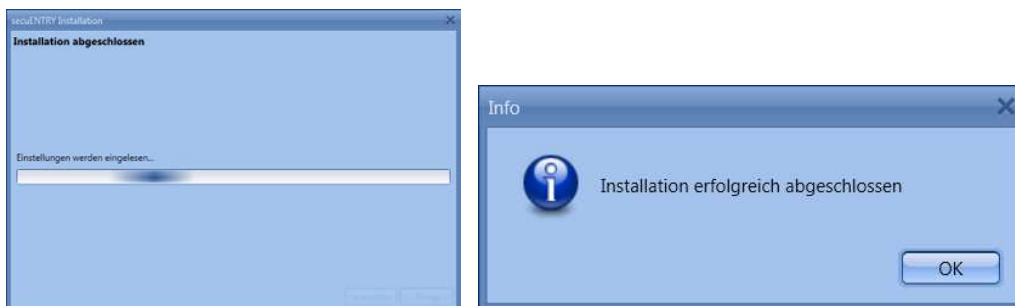 secuENTRY Installation
Installation abgeschlossen
Einstellungen werden eingelesen...
Info
Installation erfolgreich abgeschlossen
OK